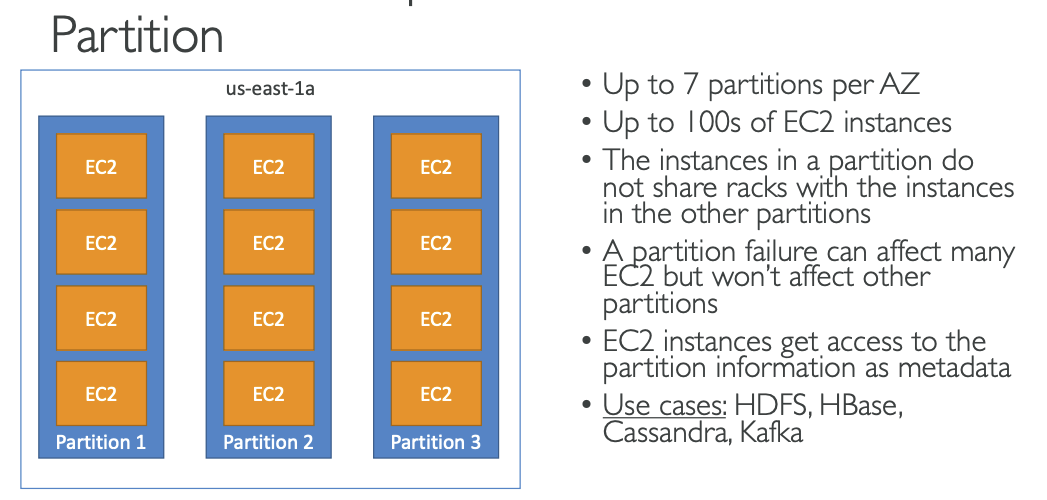 Partition
us-east-1a
EC2 EC2 EC2
EC2 EC2 EC2
EC2 EC2 EC2
EC2 EC2 EC2
Partition 1 Partition 2 Partition 3
• Up to 7 partitions per AZ
• Up to 100s of EC2 instances
• The instances in a partition do
not share racks with the instances
in the other partitions
• A partition failure can affect many
EC2 but won’t affect other
partitions
• EC2 instances get access to the
partition information as metadata
• Use cases: HDFS, HBase,
Cassandra, Kafka